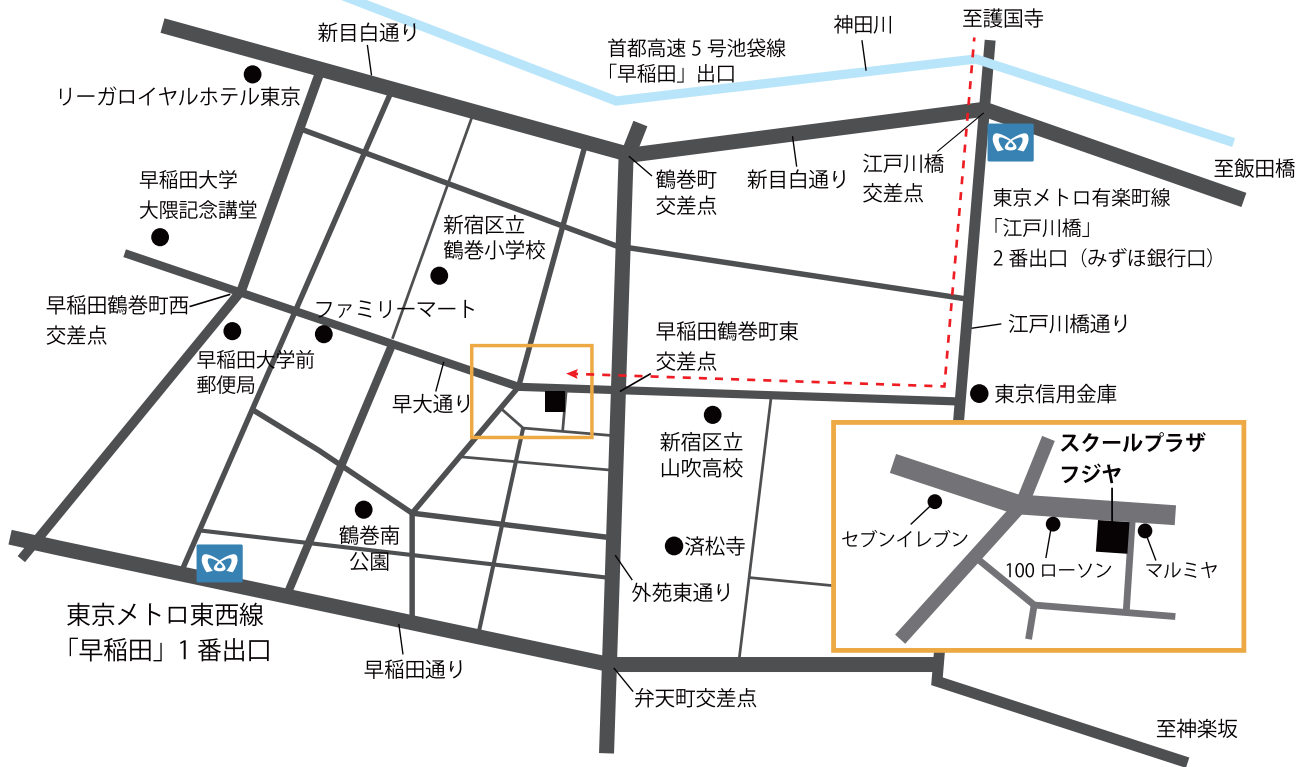 至護国寺
神田川
新目白通り
首都高速5号池袋線
「早稲田」出口
リーガロイヤルホテル東京
至飯田橋
江戸川橋
交差点
鶴巻町
交差点
新目白通り
早稲田大学
大隈記念講堂
東京メトロ有楽町線
「江戸川橋」
2番出口（みずほ銀行口）
新宿区立
鶴巻小学校
早稲田鶴巻町西
交差点
ファミリーマート
早稲田鶴巻町東
交差点
江戸川橋通り
早稲田大学前
郵便局
早大通り
東京信用金庫
新宿区立
山吹高校
スクールプラザ
フジヤ
セブンイレブン
100ローソン
マルミヤ
鶴巻南
公園
済松寺
外苑東通り
東京メトロ東西線
「早稲田」1番出口
早稲田通り
弁天町交差点
至神楽坂